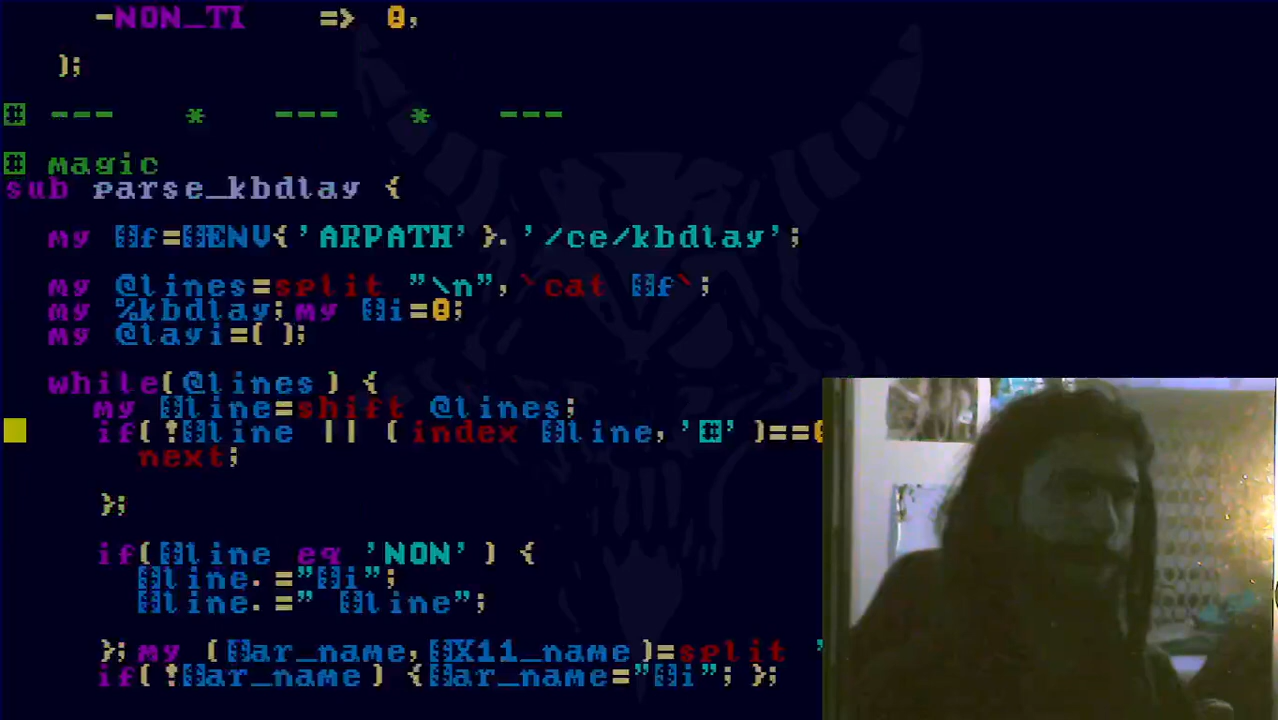 -NON_TI => 0,
);
# --- * --- * ---
# magic
sub parse_kbdlay {
my $f=$ENV{'ARPATH'}.'/ce/kbdlay';
my @lines=split "\n",`cat $f`;
my %kbdlay;my $i=0;
my @layi=( );
while(@lines) {
my $line=shift @lines;
if(!$line || (index $line,'#')==0
next;
};
if($line eq 'NON') {
$line.="$i";
$line.=" $line";
};my ($ar_name,$X11_name)=split '
if(!$ar_name) {$ar_name="$i"; };